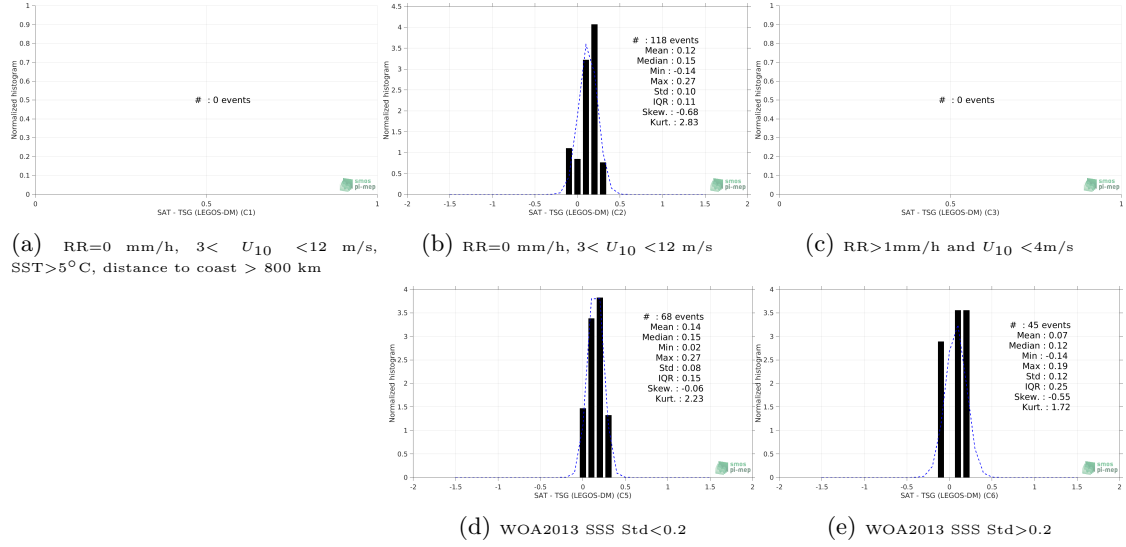 1
0.9
0.8
0.7
0.6
0.5
0.4
0.3
0.2
0.1
0
Normalized histogram
# : 0 events
0
0.5
1
SAT - TSG (LEGOS-DM) (C1)
smos
pi-mep
(a) RR=0 mm/h, 3< U10 <12 m/s,
SST>5°C, distance to coast > 800 km
4.5
4
3.5
3
2.5
2
1.5
1
0.5
0
Normalized histogram
# : 118 events
Mean : 0.12
Median : 0.15
Min : -0.14
Max : 0.27
Std : 0.10
IQR : 0.11
Skew. : -0.68
Kurt. : 2.83
-2
-1.5
-1
-0.5
0
0.5
1
1.5
2
SAT - TSG (LEGOS-DM) (C2)
smos
pi-mep
(b) RR=0 mm/h, 3< U10 <12 m/s
1
0.9
0.8
0.7
0.6
0.5
0.4
0.3
0.2
0.1
0
Normalized histogram
# : 0 events
0
0.5
1
SAT - TSG (LEGOS-DM) (C3)
smos
pi-mep
(c) RR>1mm/h and U10 <4m/s
4
3.5
3
2.5
2
1.5
1
0.5
0
Normalized histogram
# : 68 events
Mean : 0.14
Median : 0.15
Min : 0.02
Max : 0.27
Std : 0.08
IQR : 0.15
Skew. : -0.06
Kurt. : 2.23
-2
-1.5
-1
-0.5
0
0.5
1
1.5
2
SAT - TSG (LEGOS-DM) (C5)
smos
pi-mep
(d) WOA2013 SSS Std<0.2
4
3.5
3
2.5
2
1.5
1
0.5
0
Normalized histogram
# : 45 events
Mean : 0.07
Median : 0.12
Min : -0.14
Max : 0.19
Std : 0.12
IQR : 0.25
Skew. : -0.55
Kurt. : 1.72
-2
-1.5
-1
-0.5
0
0.5
1
1.5
2
SAT - TSG (LEGOS-DM) (C6)
smos
pi-mep
(e) WOA2013 SSS Std>0.2